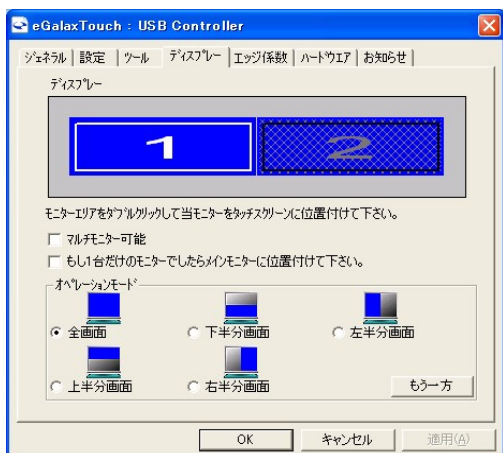 eGalaxTouch : USB Controller
ジェネラル 設定 ツール ディスプレー エッジ係数 ハードウエア お知らせ
ディスプレー
1 2
モニターエリアをダブルクリックして当モニターをタッチスクリーンに位置付けて下さい。
マルチモニター可能
もし1台だけのモニターでしたらメインモニターに位置付けて下さい。
オペレーションモード
全画面 下半分画面 左半分画面
上半分画面 右半分画面 もう一方
OK キャンセル 適用(A)